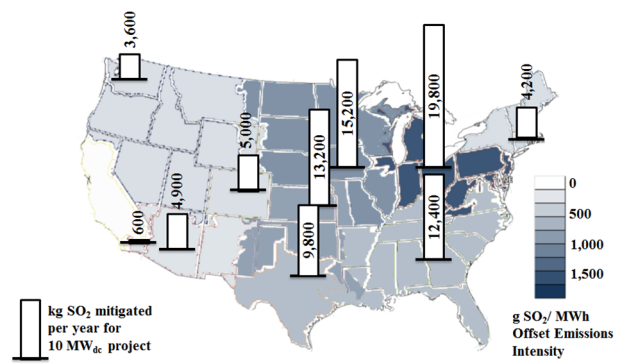 3,600
19,800
4,200
15,200
5,000
13,200
4,900
600
12,400
9,800
0
500
1,000
1,500
g SO₂/ MWh
Offset Emissions
Intensity
kg SO₂ mitigated
per year for
10 MWdc project